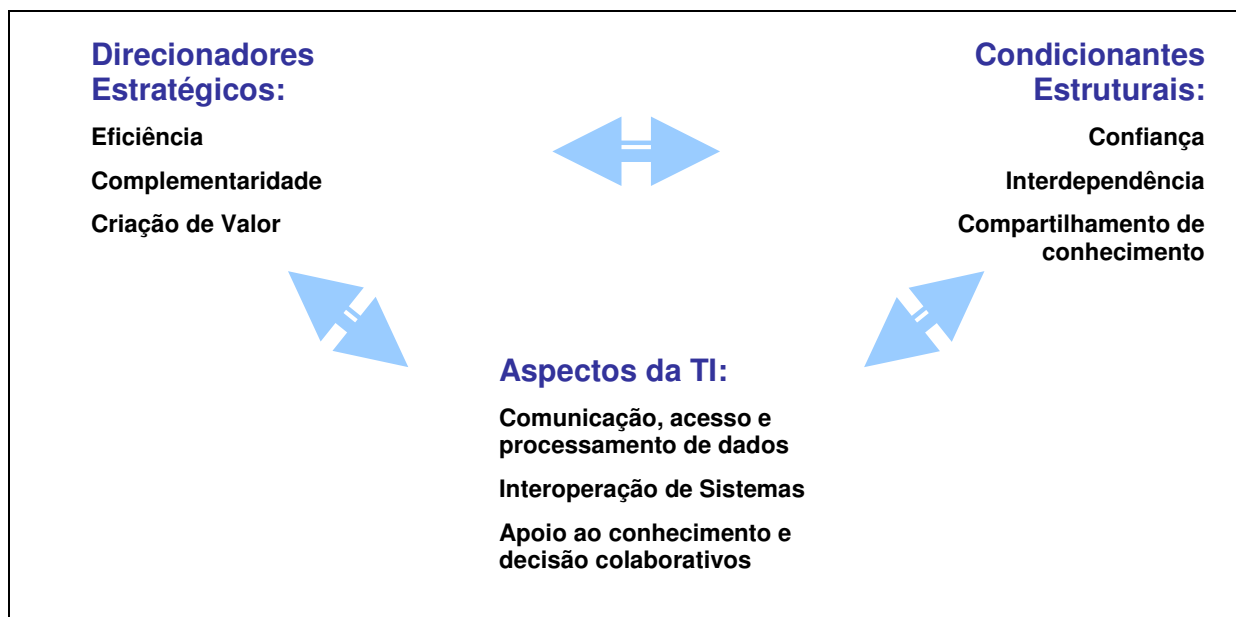 Direcionadores
Estratégicos:
Eficiência
Complementaridade
Criação de Valor
Condicionantes
Estruturais:
Confiança
Interdependência
Compartilhamento de
conhecimento
Aspectos da TI:
Comunicação, acesso e
processamento de dados
Interoperação de Sistemas
Apoio ao conhecimento e
decisão colaborativos